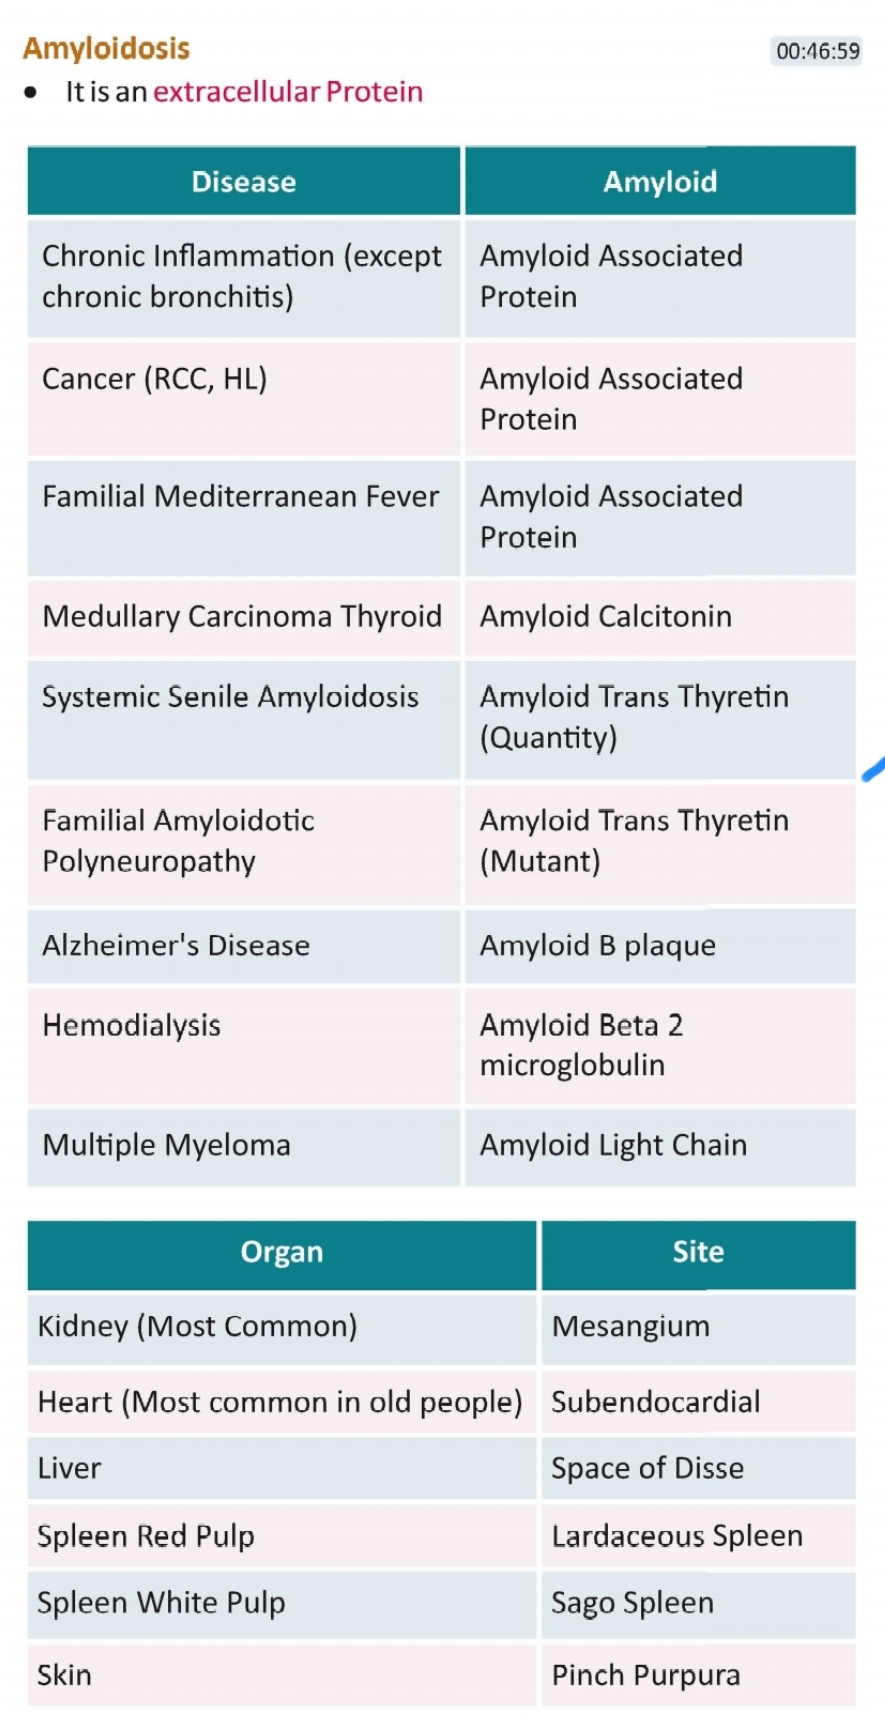 Amyloidosis
00:46:59
• It is an extracellular Protein
Disease
Amyloid
Chronic Inflammation (except
chronic bronchitis)
Amyloid Associated
Protein
Cancer (RCC, HL)
Amyloid Associated
Protein
Familial Mediterranean Fever
Amyloid Associated
Protein
Medullary Carcinoma Thyroid
Amyloid Calcitonin
Systemic Senile Amyloidosis
Amyloid Trans Thyretin
(Quantity)
Familial Amyloidotic
Polyneuropathy
Amyloid Trans Thyretin
(Mutant)
Alzheimer's Disease
Amyloid B plaque
Hemodialysis
Amyloid Beta 2
microglobulin
Multiple Myeloma
Amyloid Light Chain
Organ
Site
Kidney (Most Common)
Mesangium
Heart (Most common in old people)
Subendocardial
Liver
Space of Disse
Spleen Red Pulp
Lardaceous Spleen
Spleen White Pulp
Sago Spleen
Skin
Pinch Purpura